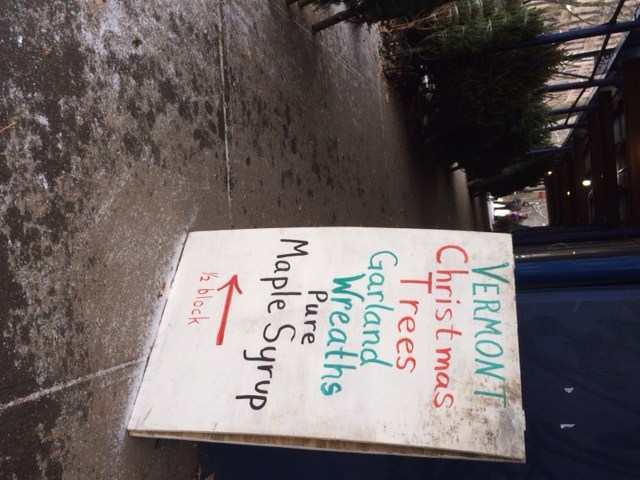 VERMONT
Christmas
Trees
Garland
Wreaths
Pure
Maple Syrup
1/2 block